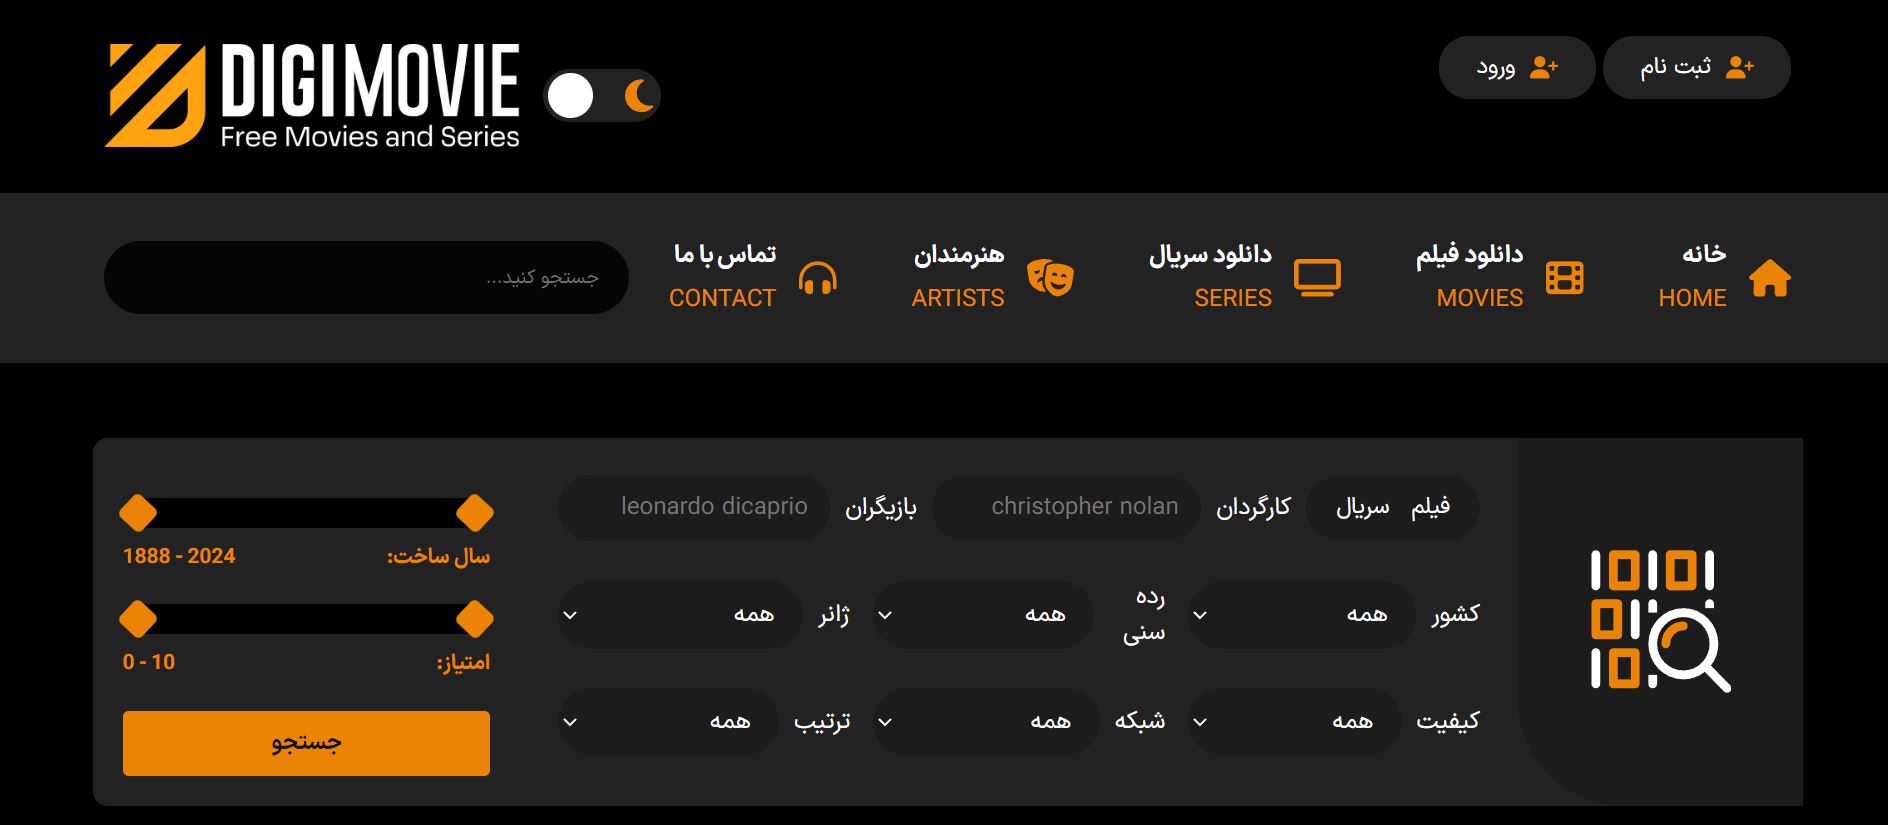 DIGIMOVIE
Free Movies and Series
ثبت نام
ورود
خانه
HOME
دانلود فیلم
MOVIES
دانلود سریال
SERIES
هنرمندان
ARTISTS
تماس با ما
CONTACT
جستجو کنید...
فیلم سریال
کارگردان
christopher nolan
بازیگران
leonardo dicaprio
کشور
همه
رده
سنی
همه
ژانر
همه
کیفیت
همه
شبکه
همه
ترتیب
همه
سال ساخت:
1888 - 2024
امتیاز:
0 - 10
جستجو